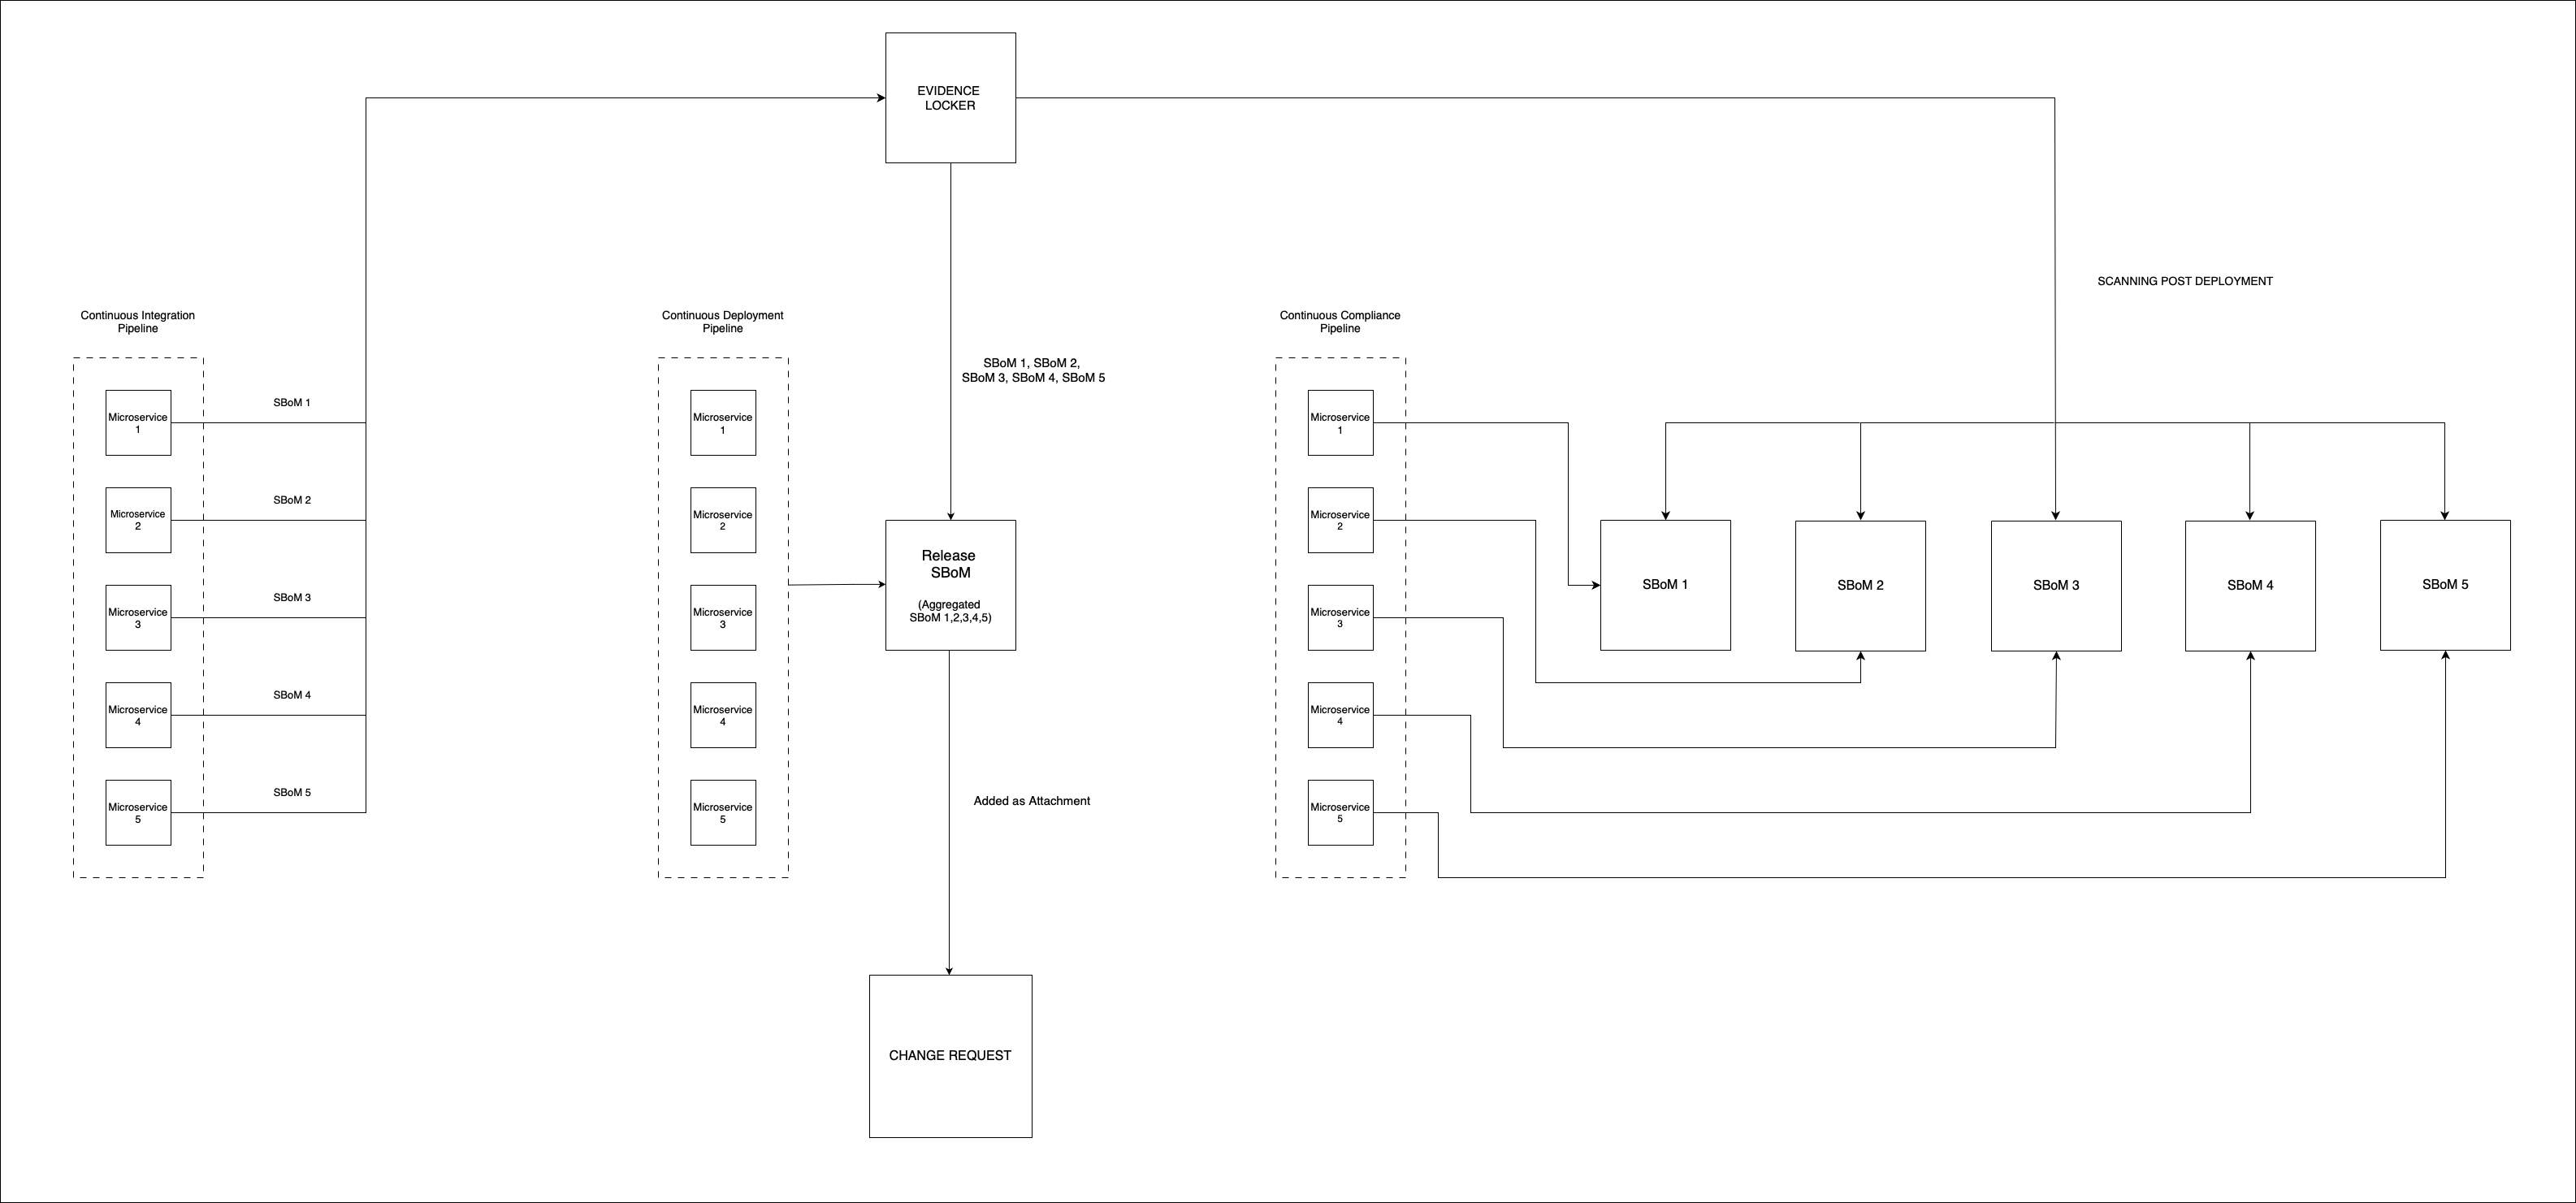 EVIDENCE
LOCKER
SCANNING POST DEPLOYMENT
Continuous Integration
Pipeline
Microservice
1
SBoM 1
Microservice
2
SBoM 2
Microservice
3
SBoM 3
Microservice
4
SBoM 4
Microservice
5
SBoM 5
Continuous Deployment
Pipeline
Microservice
1
Microservice
2
Microservice
3
Microservice
4
Microservice
5
SBoM 1, SBoM 2,
SBoM 3, SBoM 4, SBoM 5
Release
SBoM
(Aggregated
SBoM 1,2,3,4,5)
Added as Attachment
CHANGE REQUEST
Continuous Compliance
Pipeline
Microservice
1
Microservice
2
Microservice
3
Microservice
4
Microservice
5
SBoM 1
SBoM 2
SBoM 3
SBoM 4
SBoM 5